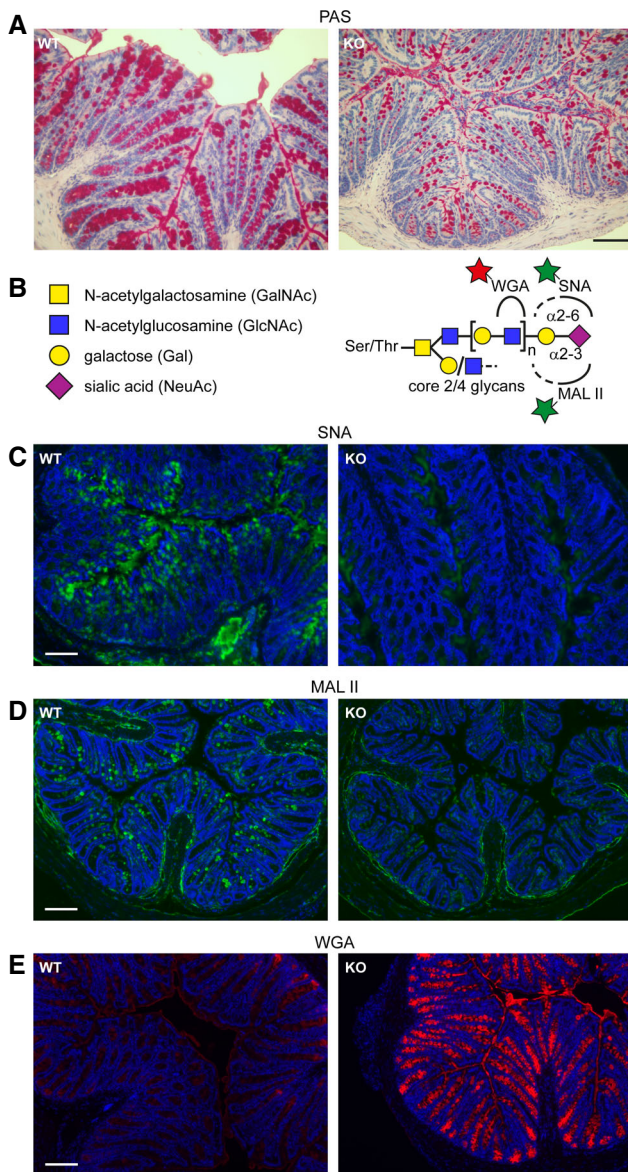 PAS
A
WT
KO
B
N-acetylgalactosamine (GalNAc)
N-acetylglucosamine (GlcNAc)
galactose (Gal)
sialic acid (NeuAc)
WGA
SNA
α2-6
Ser/Thr
[ ]n
α2-3
core 2/4 glycans
MAL II
SNA
C
WT
KO
MAL II
D
WT
KO
WGA
E
WT
KO